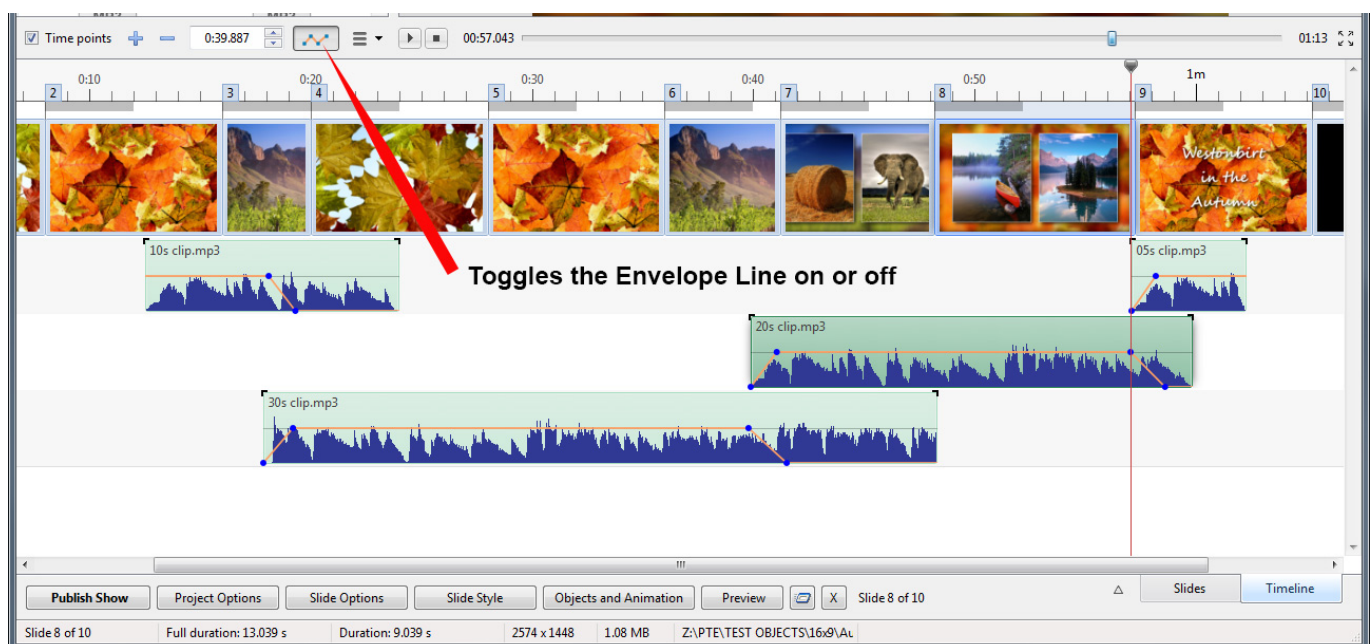 Time points 0:39.887 00:57.043 01:13
0:10 0:20 0:30 0:40 0:50 1m
2 3 4 5 6 7 8 9 10
Westonbirt
in the
Autumn
10s clip.mp3 05s clip.mp3
Toggles the Envelope Line on or off
20s clip.mp3
30s clip.mp3
Publish Show Project Options Slide Options Slide Style Objects and Animation Preview X Slide 8 of 10 Slides Timeline
Slide 8 of 10 Full duration: 13.039 s Duration: 9.039 s 2574 x 1448 1.08 MB Z:\PTE\TEST OBJECTS\16x9\Au